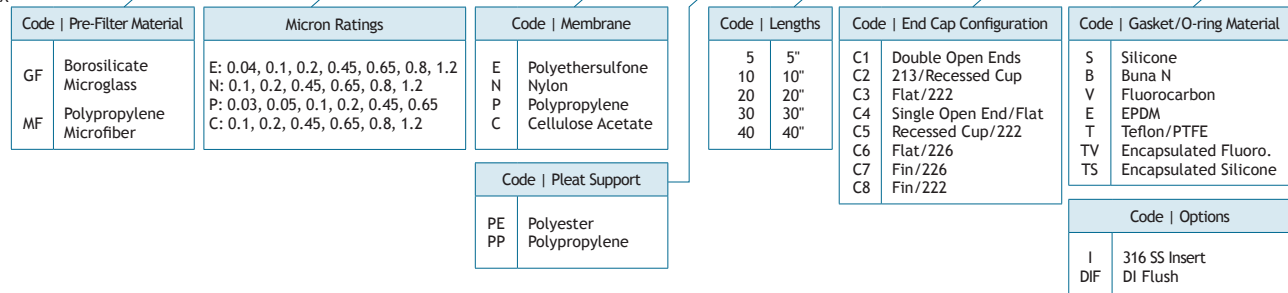 Code | Pre-Filter Material
GF Borosilicate
Microglass
MF Polypropylene
Microfiber
Micron Ratings
E: 0.04, 0.1, 0.2, 0.45, 0.65, 0.8, 1.2
N: 0.1, 0.2, 0.45, 0.65, 0.8, 1.2
P: 0.03, 0.05, 0.1, 0.2, 0.45, 0.65
C: 0.1, 0.2, 0.45, 0.65, 0.8, 1.2
Code | Membrane
E Polyethersulfone
N Nylon
P Polypropylene
C Cellulose Acetate
Code | Pleat Support
PE Polyester
PP Polypropylene
Code | Lengths
5 5"
10 10"
20 20"
30 30"
40 40"
Code | End Cap Configuration
C1 Double Open Ends
C2 213/Recessed Cup
C3 Flat/222
C4 Single Open End/Flat
C5 Recessed Cup/222
C6 Flat/226
C7 Fin/226
C8 Fin/222
Code | Gasket/O-ring Material
S Silicone
B Buna N
V Fluorocarbon
E EPDM
T Teflon/PTFE
TV Encapsulated Fluoro.
TS Encapsulated Silicone
Code | Options
I 316 SS Insert
DIF DI Flush